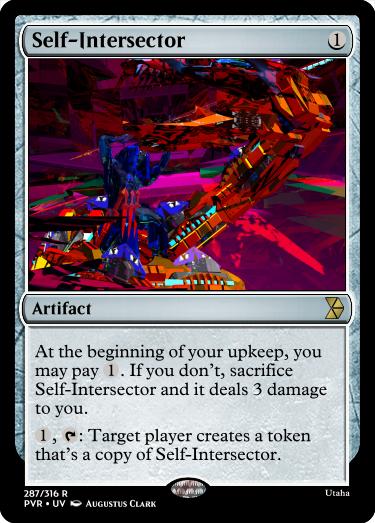 Self-Intersector 1
Artifact
At the beginning of your upkeep, you
may pay 1. If you don't, sacrifice
Self-Intersector and it deals 3 damage
to you.
1, : Target player creates a token
that's a copy of Self-Intersector.
287/316 R Utaha
PVR • UV AUGUSTUS CLARK